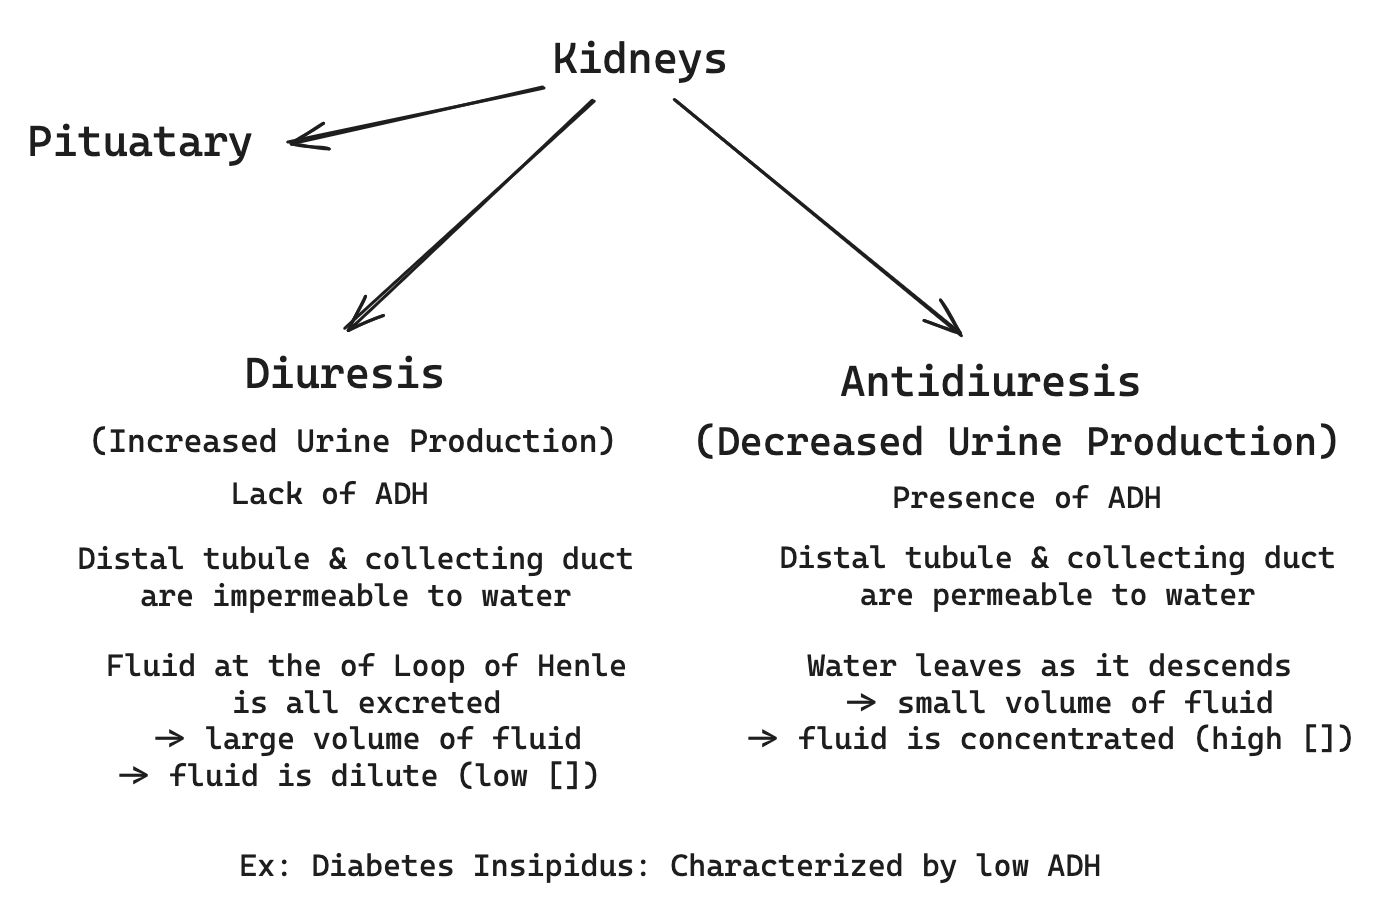 Kidneys
Pituatary
Diuresis
(Increased Urine Production)
Lack of ADH
Distal tubule & collecting duct
are impermeable to water
Fluid at the of Loop of Henle
is all excreted
→ large volume of fluid
→ fluid is dilute (low [])
Antidiuresis
(Decreased Urine Production)
Presence of ADH
Distal tubule & collecting duct
are permeable to water
Water leaves as it descends
→ small volume of fluid
→ fluid is concentrated (high [])
Ex: Diabetes Insipidus: Characterized by low ADH